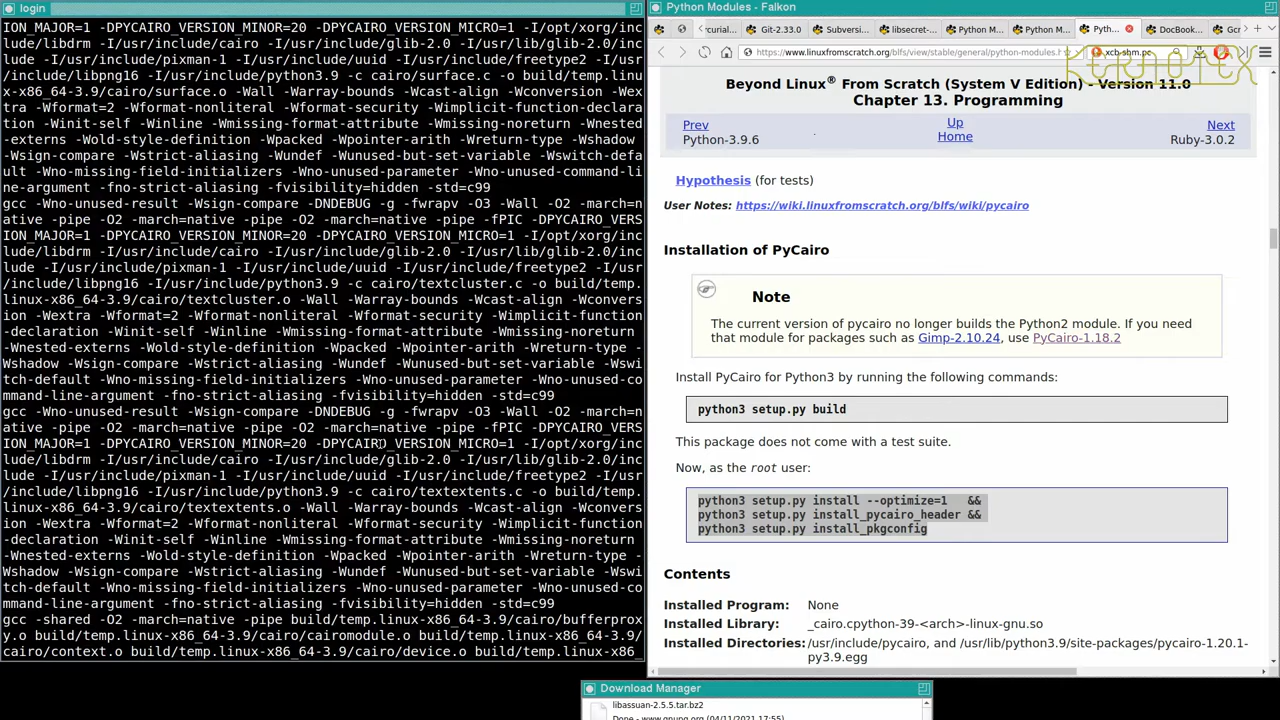 login
ION_MAJOR=1 -DPYCAIRO_VERSION_MINOR=20 -DPYCAIRO_VERSION_MICRO=1 -I/opt/xorg/inc
lude/libdrm -I/usr/include/cairo -I/usr/include/glib-2.0 -I/usr/lib/glib-2.0/inc
lude -I/usr/include/pixman-1 -I/usr/include/uuid -I/usr/include/freetype2 -I/usr
/include/libpng16 -I/usr/include/python3.9 -c cairo/surface.c -o build/temp.linu
x-x86_64-3.9/cairo/surface.o -Wall -Warray-bounds -Wcast-align -Wconversion -Wex
tra -Wformat=2 -Wformat-nonliteral -Wformat-security -Wimplicit-function-declara
tion -Winit-self -Winline -Wmissing-format-attribute -Wmissing-noreturn -Wnested
-externs -Wold-style-definition -Wpacked -Wpointer-arith -Wreturn-type -Wshadow
-Wsign-compare -Wstrict-aliasing -Wundef -Wunused-but-set-variable -Wswitch-defa
ult -Wno-missing-field-initializers -Wno-unused-parameter -Wno-unused-command-li
ne-argument -fno-strict-aliasing -fvisibility=hidden -std=c99
gcc -Wno-unused-result -Wsign-compare -DNDEBUG -g -fwrapv -O3 -Wall -O2 -march=n
ative -pipe -O2 -march=native -pipe -O2 -march=native -pipe -fPIC -DPYCAIRO_VERS
ION_MAJOR=1 -DPYCAIRO_VERSION_MINOR=20 -DPYCAIRO_VERSION_MICRO=1 -I/opt/xorg/inc
lude/libdrm -I/usr/include/cairo -I/usr/include/glib-2.0 -I/usr/lib/glib-2.0/inc
lude -I/usr/include/pixman-1 -I/usr/include/uuid -I/usr/include/freetype2 -I/usr
/include/libpng16 -I/usr/include/python3.9 -c cairo/textcluster.c -o build/temp.
linux-x86_64-3.9/cairo/textcluster.o -Wall -Warray-bounds -Wcast-align -Wconvers
ion -Wextra -Wformat=2 -Wformat-nonliteral -Wformat-security -Wimplicit-function
-declaration -Winit-self -Winline -Wmissing-format-attribute -Wmissing-noreturn
-Wnested-externs -Wold-style-definition -Wpacked -Wpointer-arith -Wreturn-type -
Wshadow -Wsign-compare -Wstrict-aliasing -Wundef -Wunused-but-set-variable -Wswi
tch-default -Wno-missing-field-initializers -Wno-unused-parameter -Wno-unused-co
mmand-line-argument -fno-strict-aliasing -fvisibility=hidden -std=c99
gcc -Wno-unused-result -Wsign-compare -DNDEBUG -g -fwrapv -O3 -Wall -O2 -march=n
ative -pipe -O2 -march=native -pipe -O2 -march=native -pipe -fPIC -DPYCAIRO_VERS
ION_MAJOR=1 -DPYCAIRO_VERSION_MINOR=20 -DPYCAIRO_VERSION_MICRO=1 -I/opt/xorg/inc
lude/libdrm -I/usr/include/cairo -I/usr/include/glib-2.0 -I/usr/lib/glib-2.0/inc
lude -I/usr/include/pixman-1 -I/usr/include/uuid -I/usr/include/freetype2 -I/usr
/include/libpng16 -I/usr/include/python3.9 -c cairo/textextents.c -o build/temp.
linux-x86_64-3.9/cairo/textextents.o -Wall -Warray-bounds -Wcast-align -Wconvers
ion -Wextra -Wformat=2 -Wformat-nonliteral -Wformat-security -Wimplicit-function
-declaration -Winit-self -Winline -Wmissing-format-attribute -Wmissing-noreturn
-Wnested-externs -Wold-style-definition -Wpacked -Wpointer-arith -Wreturn-type -
Wshadow -Wsign-compare -Wstrict-aliasing -Wundef -Wunused-but-set-variable -Wswi
tch-default -Wno-missing-field-initializers -Wno-unused-parameter -Wno-unused-co
mmand-line-argument -fno-strict-aliasing -fvisibility=hidden -std=c99
gcc -shared -O2 -march=native -pipe build/temp.linux-x86_64-3.9/cairo/bufferprox
y.o build/temp.linux-x86_64-3.9/cairo/cairomodule.o build/temp.linux-x86_64-3.9/
cairo/context.o build/temp.linux-x86_64-3.9/cairo/device.o build/temp.linux-x86_
Python Modules - Falkon
rcurial, Git-2.33.0 Subversi libsecret- Python M Python M Pyth DocBook Gcr
https://www.linuxfromscratch.org/blfs/view/stable/general/python-modules.h xcb-shm.pc
KERNOTEX
Beyond Linux® From Scratch (System V Edition) - Version 11.0
Chapter 13. Programming
Prev Up Next
Python-3.9.6 Home Ruby-3.0.2
Hypothesis (for tests)
User Notes: https://wiki.linuxfromscratch.org/blfs/wiki/pycairo
Installation of PyCairo
Note
The current version of pycairo no longer builds the Python2 module. If you need
that module for packages such as Gimp-2.10.24, use PyCairo-1.18.2
Install PyCairo for Python3 by running the following commands:
python3 setup.py build
This package does not come with a test suite.
Now, as the root user:
python3 setup.py install --optimize=1 &&
python3 setup.py install_pycairo_header &&
python3 setup.py install_pkgconfig
Contents
Installed Program: None
Installed Library: _cairo.cpython-39-<arch>-linux-gnu.so
Installed Directories: /usr/include/pycairo, and /usr/lib/python3.9/site-packages/pycairo-1.20.1-
py3.9.egg
Download Manager
libassuan-2.5.5.tar.bz2
Done - www.gnupg.org (04/11/2021 17:55)